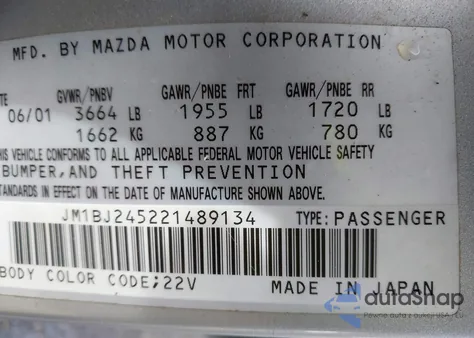 MFD. BY MAZDA MOTOR CORPORATION
TE GVWR/PNBV GAWR/PNBE FRT GAWR/PNBE RR
06/01 3664 LB 1955 LB 1720 LB
1662 KG 887 KG 780 KG
HIS VEHICLE CONFORMS TO ALL APPLICABLE FEDERAL MOTOR VEHICLE SAFETY
BUMPER, AND THEFT PREVENTION
STANDARDS IN EFFECT ON THE DATE OF MANUFACTURE SHOWN ABOVE.
JM1BJ245221489134 TYPE: PASSENGER
BODY COLOR CODE; 22V MADE IN JAPAN
autaSnap